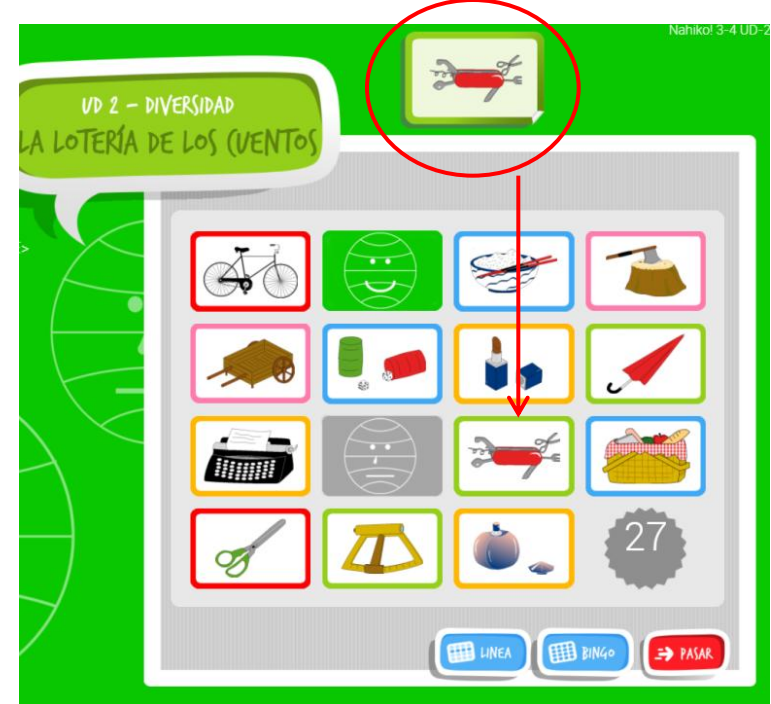 Nahiko! 3-4 UD-2
UD 2 - DIVERSIDAD
LA LOTERÍA DE LOS CUENTOS
>
27
LINEA
BINGO
PASAR